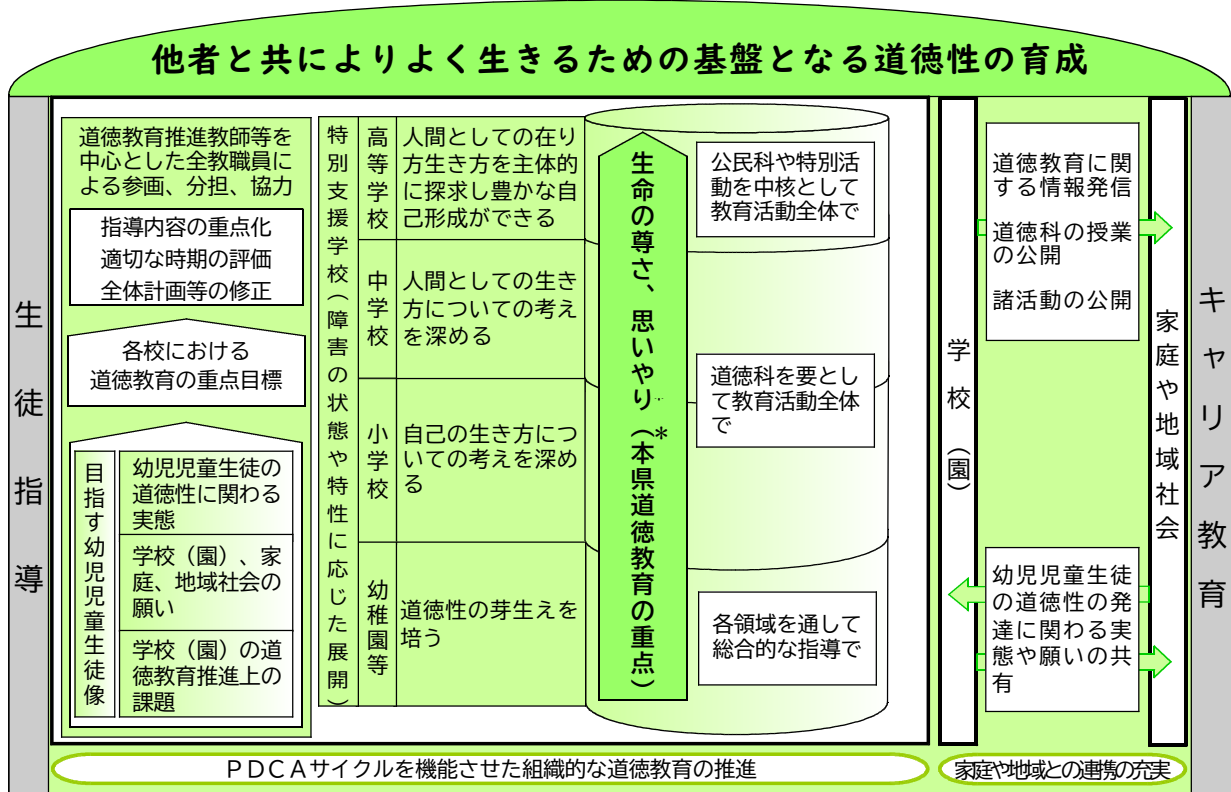 他者と共によりよく生きるための基盤となる道徳性の育成
生徒指導
道徳教育推進教師等を
中心とした全教職員に
よる参画、分担、協力
指導内容の重点化
適切な時期の評価
全体計画等の修正
各校における
道徳教育の重点目標
目指す幼児児童生徒像
幼児児童生徒の
道徳性に関わる
実態
学校（園）、家
庭、地域社会の
願い
学校（園）の道
徳教育推進上の
課題
特別支援学校（障害の状態や特性に応じた展開）
高等学校
人間としての在り
方生き方を主体的
に探求し豊かな自
己形成ができる
中学校
人間としての生き
方についての考え
を深める
小学校
自己の生き方につ
いての考えを深め
る
幼稚園等
道徳性の芽生えを
培う
生命の尊さ、思いやり…（＊本県道徳教育の重点）
公民科や特別活
動を中核として
教育活動全体で
道徳科を要とし
て教育活動全体
で
各領域を通して
総合的な指導で
学校（園）
道徳教育に関
する情報発信
道徳科の授業
の公開
諸活動の公開
幼児児童生徒
の道徳性の発
達に関わる実
態や願いの共
有
家庭や地域社会
キャリア教育
ＰＤＣＡサイクルを機能させた組織的な道徳教育の推進
家庭や地域との連携の充実